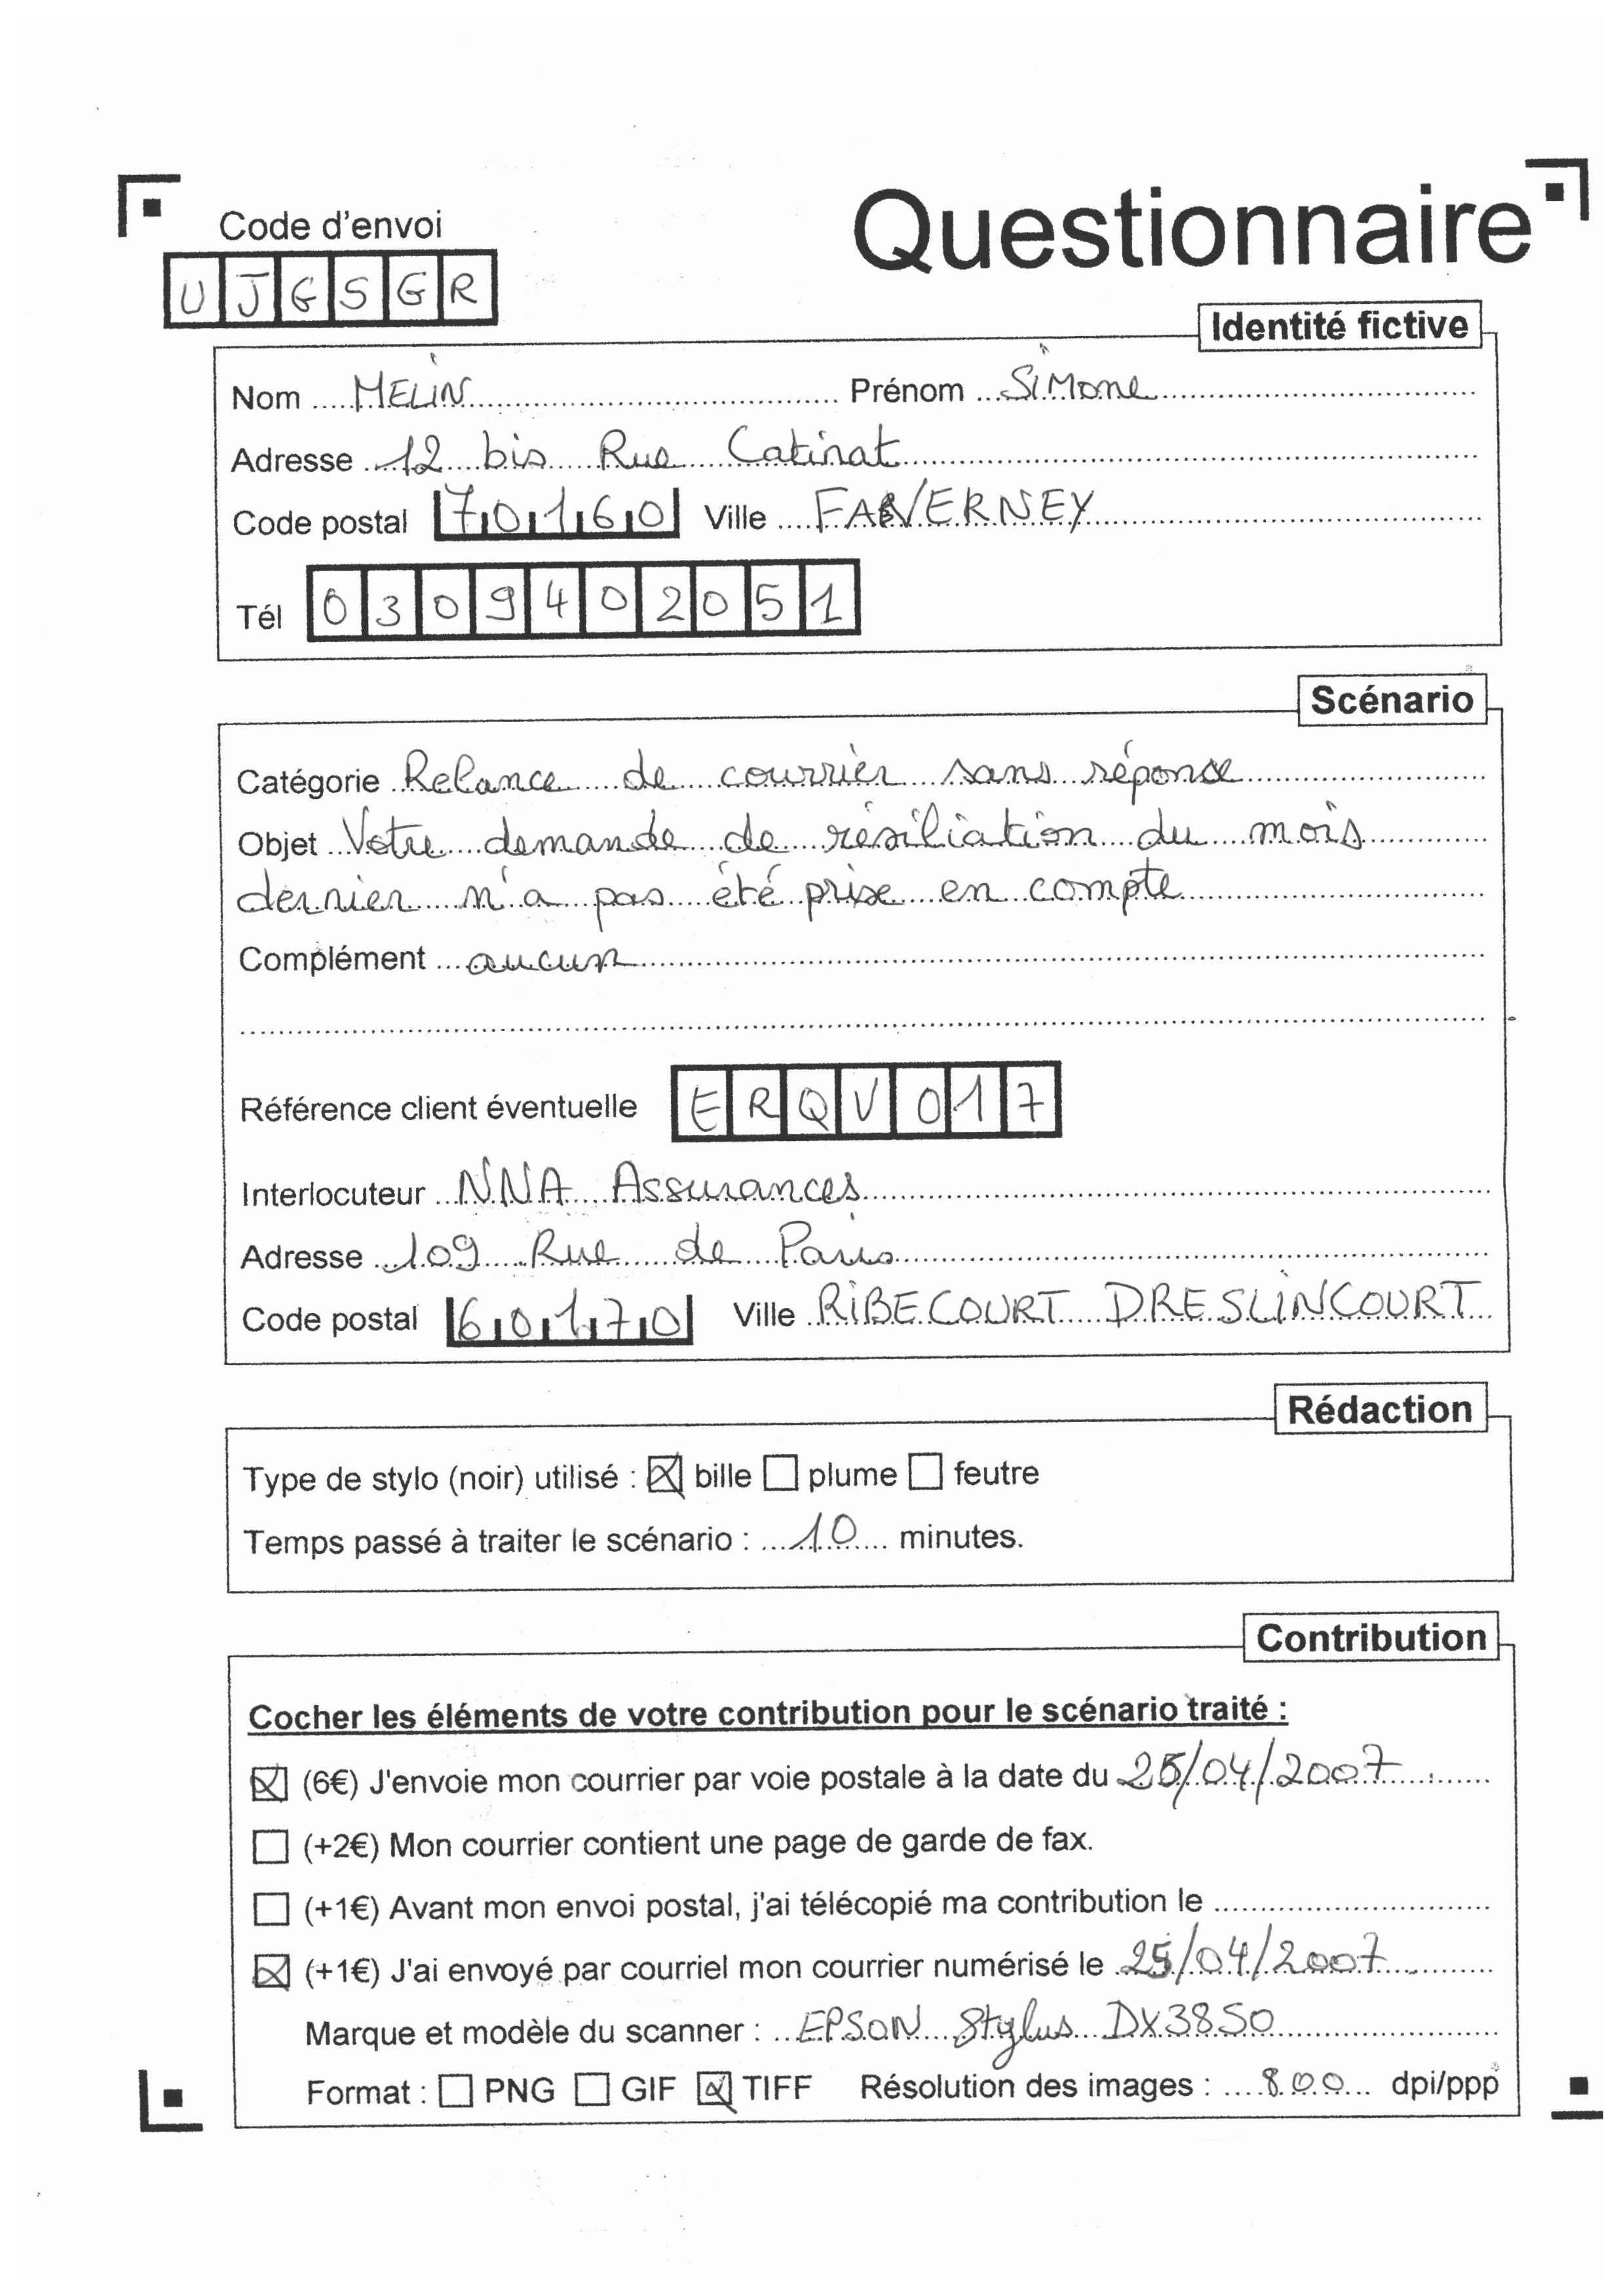 Questionnaire
Code d'envoi
UJGSGR
Identité fictive
Nom MELIN Prénom SIMONE
Adresse 12 bis Rue Catinat
Code postal 70160 Ville FAVERNEY
Tél 0309402051
Scénario
Catégorie Relance de courrier sans réponse
Objet Votre demande de résiliation du mois
dernier n'a pas été prise en compte
Complément aucun
Référence client éventuelle ERQV017
Interlocuteur NNA Assurances
Adresse 109 Rue de Paris
Code postal 60170 Ville RIBECOURT DRESLINCOURT
Rédaction
Type de stylo (noir) utilisé : ☒ bille ☐ plume ☐ feutre
Temps passé à traiter le scénario : 10 minutes.
Contribution
Cocher les éléments de votre contribution pour le scénario traité :
☒ (6€) J'envoie mon courrier par voie postale à la date du 25/04/2007
☐ (+2€) Mon courrier contient une page de garde de fax.
☐ (+1€) Avant mon envoi postal, j'ai télécopié ma contribution le
☒ (+1€) J'ai envoyé par courriel mon courrier numérisé le 25/04/2007
Marque et modèle du scanner : EPSON Stylus DX3850
Format : ☐ PNG ☐ GIF ☒ TIFF Résolution des images : 800 dpi/ppp